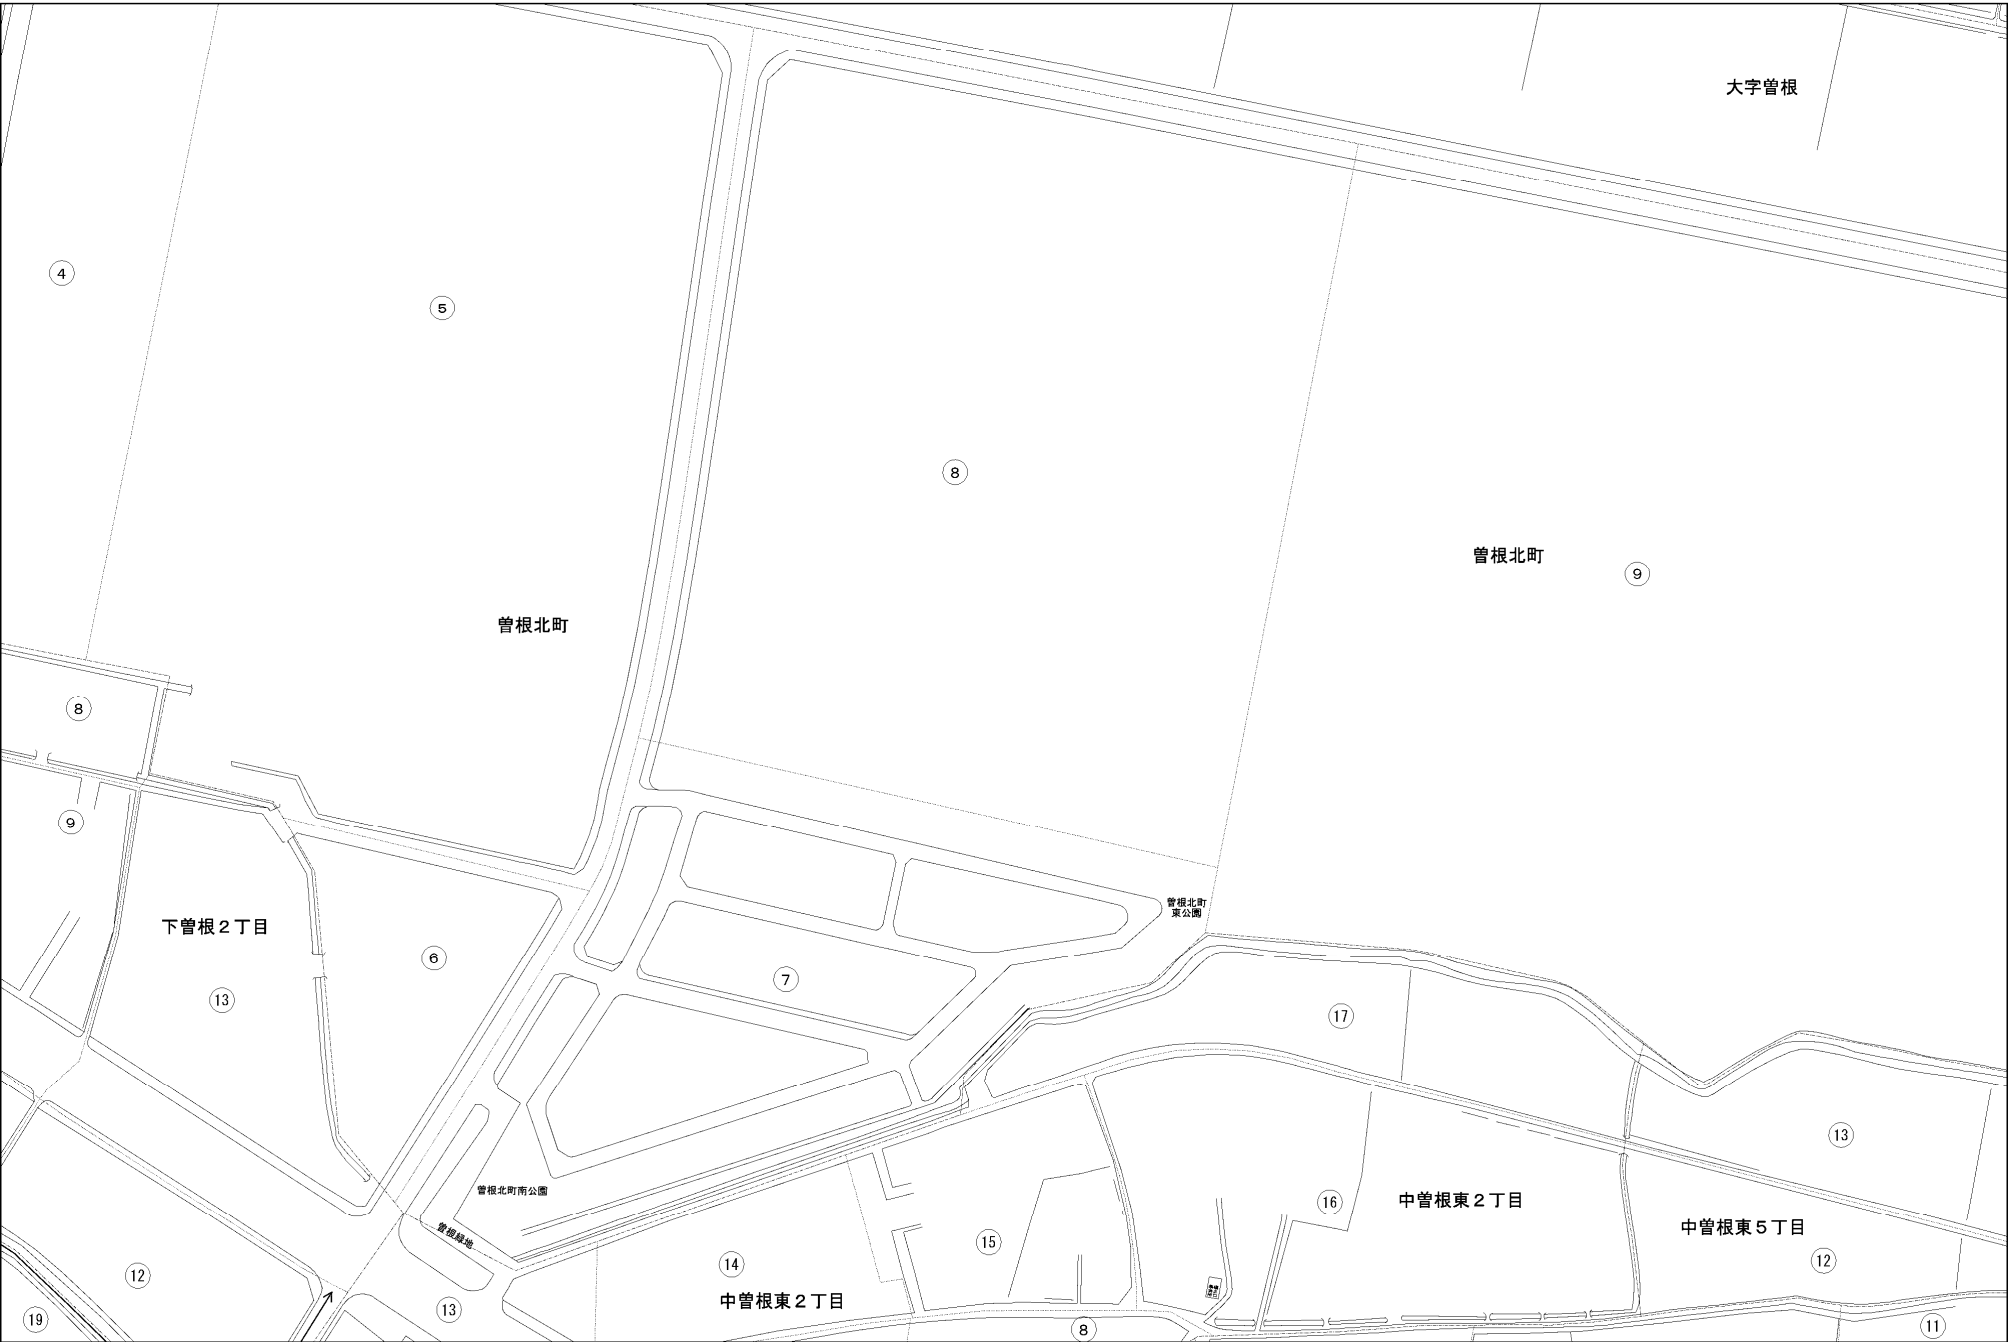 大字曽根
④
⑤
⑧
曽根北町
⑨
曽根北町
⑧
⑨
曽根北町
東公園
下曽根２丁目
⑥
⑦
⑬
⑰
⑬
曽根北町南公園
⑯
中曽根東２丁目
曽根緑地
中曽根東５丁目
⑮
⑭
⑫
⑫
中曽根東２丁目
⑬
⑲
⑧
⑪